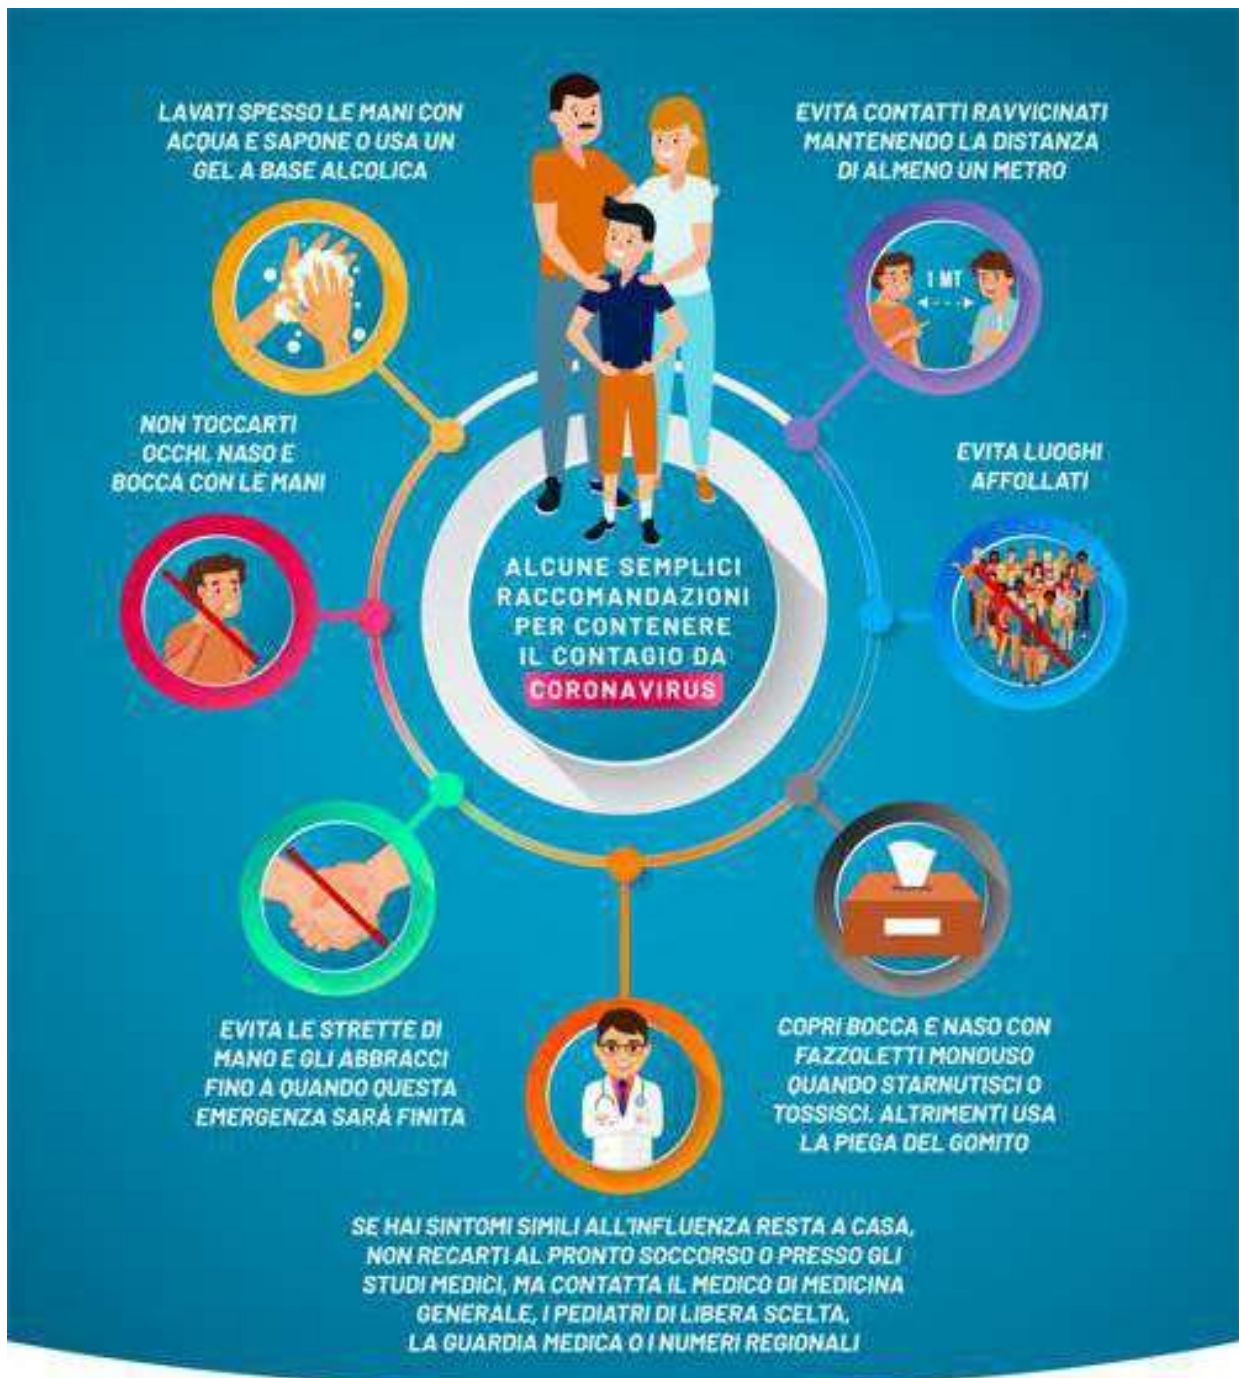 LAVATI SPESSO LE MANI CON
ACQUA E SAPONE O USA UN
GEL A BASE ALCOLICA
EVITA CONTATTI RAVVICINATI
MANTENENDO LA DISTANZA
DI ALMENO UN METRO
1 MT
NON TOCCARTI
OCCHI, NASO E
BOCCA CON LE MANI
EVITA LUOGHI
AFFOLLATI
ALCUNE SEMPLICI
RACCOMANDAZIONI
PER CONTENERE
IL CONTAGIO DA
CORONAVIRUS
EVITA LE STRETTE DI
MANO E GLI ABBRACCI
FINO A QUANDO QUESTA
EMERGENZA SARÀ FINITA
COPRI BOCCA E NASO CON
FAZZOLETTI MONOUSO
QUANDO STARNUTISCI O
TOSSISCI. ALTRIMENTI USA
LA PIEGA DEL GOMITO
SE HAI SINTOMI SIMILI ALL'INFLUENZA RESTA A CASA,
NON RECARTI AL PRONTO SOCCORSO O PRESSO GLI
STUDI MEDICI, MA CONTATTA IL MEDICO DI MEDICINA
GENERALE, I PEDIATRI DI LIBERA SCELTA,
LA GUARDIA MEDICA O I NUMERI REGIONALI